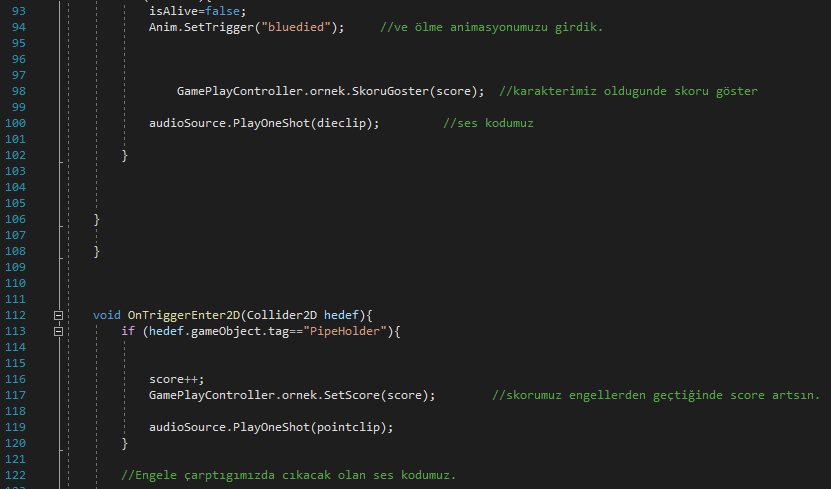 93 isAlive=false;
94 Anim.SetTrigger("bluedied"); //ve ölme animasyonumuzu girdik.
95
96
97
98 GamePlayController.ornek.SkoruGoster(score); //karakterimiz oldugunde skoru göster
99
100 audioSource.PlayOneShot(dieclip); //ses kodumuz
101
102 }
103
104
105
106 }
107
108 }
109
110
111
112 void OnTriggerEnter2D(Collider2D hedef){
113 if (hedef.gameObject.tag=="PipeHolder"){
114
115
116 score++;
117 GamePlayController.ornek.SetScore(score); //skorumuz engellerden geçtiğinde score artsın.
118
119 audioSource.PlayOneShot(pointclip);
120 }
121
122 //Engele çarptıgımızda cıkacak olan ses kodumuz.